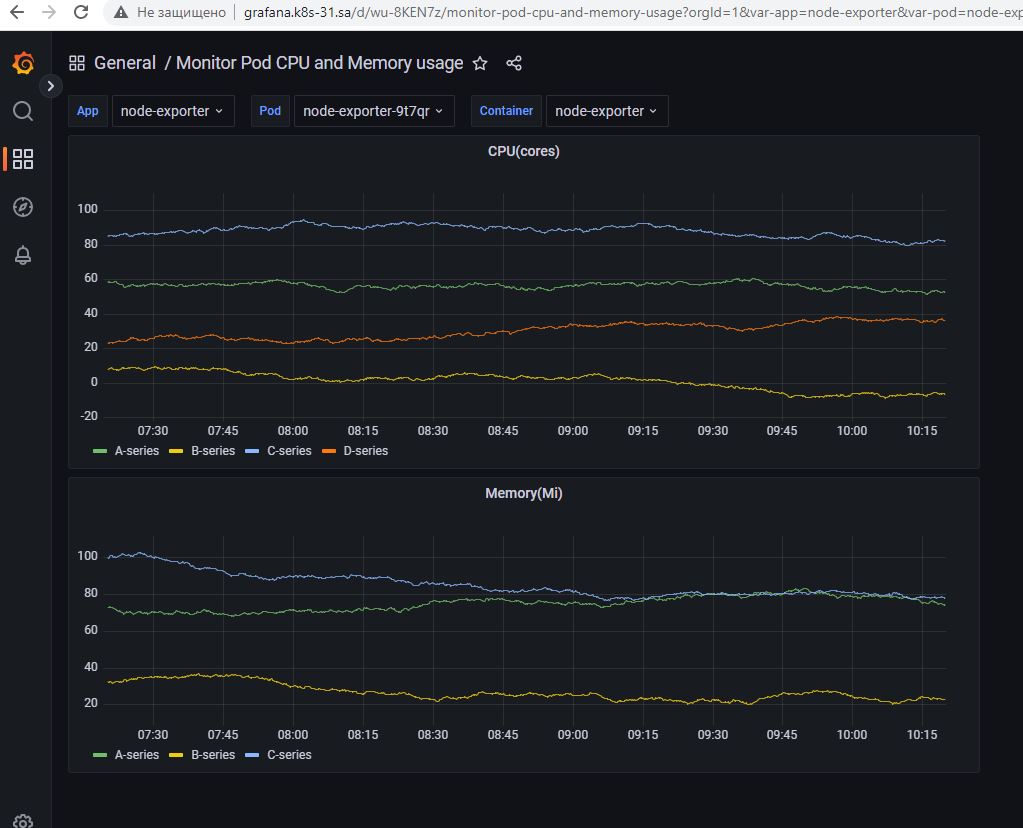 Не защищено grafana.k8s-31.sa/d/wu-8KEN7z/monitor-pod-cpu-and-memory-usage?orgId=1&var-app=node-exporter&var-pod=node-exp
General / Monitor Pod CPU and Memory usage
App node-exporter Pod node-exporter-9t7qr Container node-exporter
CPU(cores)
100
80
60
40
20
0
-20
07:30 07:45 08:00 08:15 08:30 08:45 09:00 09:15 09:30 09:45 10:00 10:15
A-series B-series C-series D-series
Memory(Mi)
100
80
60
40
20
07:30 07:45 08:00 08:15 08:30 08:45 09:00 09:15 09:30 09:45 10:00 10:15
A-series B-series C-series